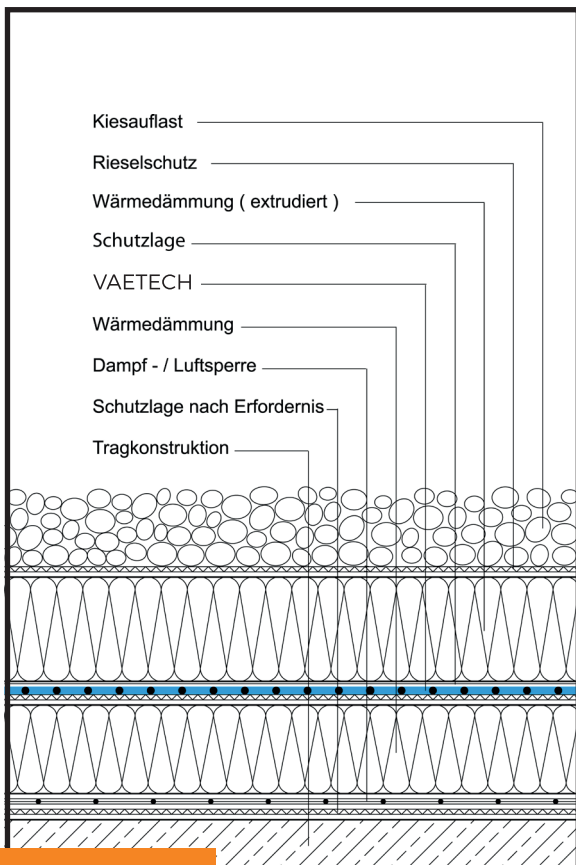 Kiesauflast
Rieselschutz
Wärmedämmung ( extrudiert )
Schutzlage
VAETECH
Wärmedämmung
Dampf - / Luftsperre
Schutzlage nach Erfordernis
Tragkonstruktion